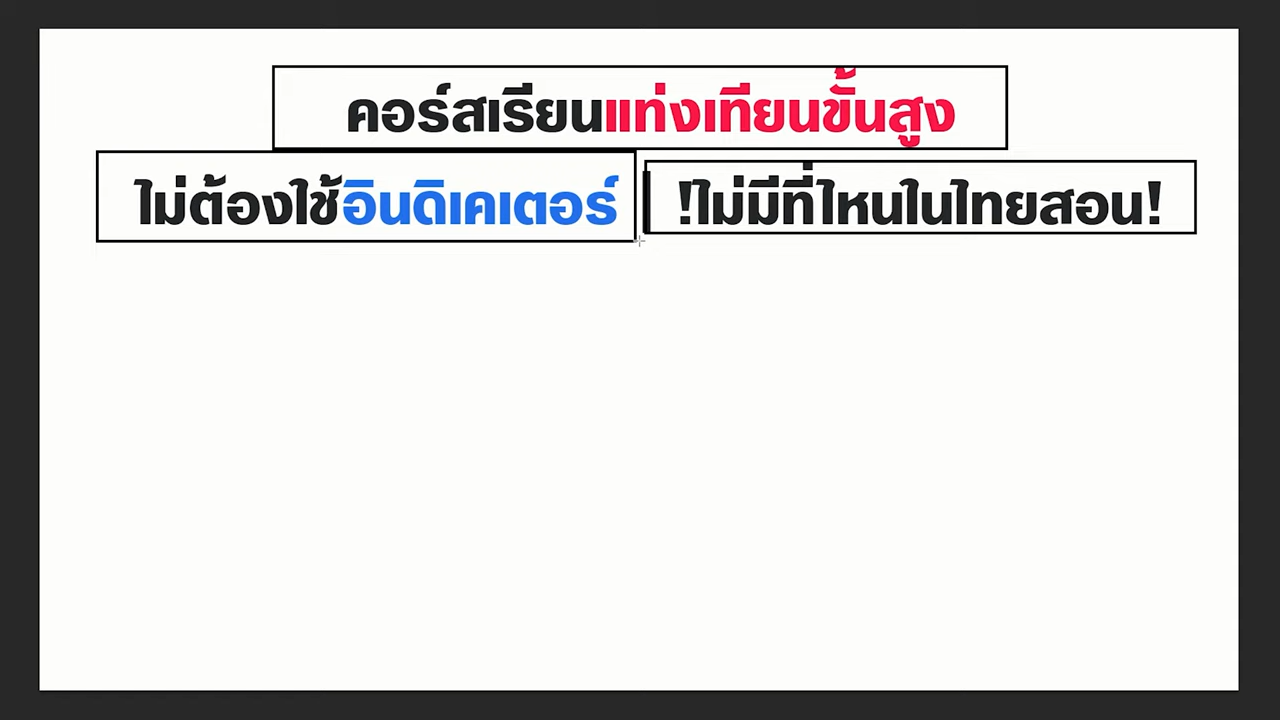 คอร์สเรียนแท่งเทียนขั้นสูง
ไม่ต้องใช้อินดิเคเตอร์ !ไม่มีที่ไหนในไทยสอน!